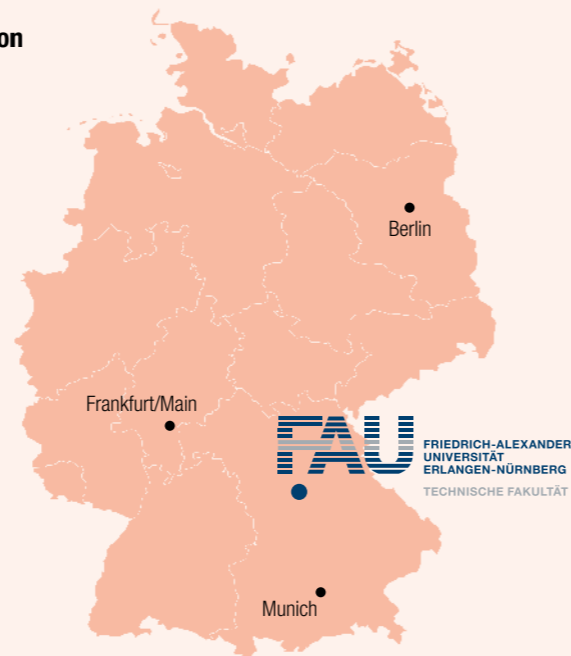 on
Berlin
Frankfurt/Main
FAU
FRIEDRICH-ALEXANDER
UNIVERSITÄT
ERLANGEN-NÜRNBERG
TECHNISCHE FAKULTÄT
Munich